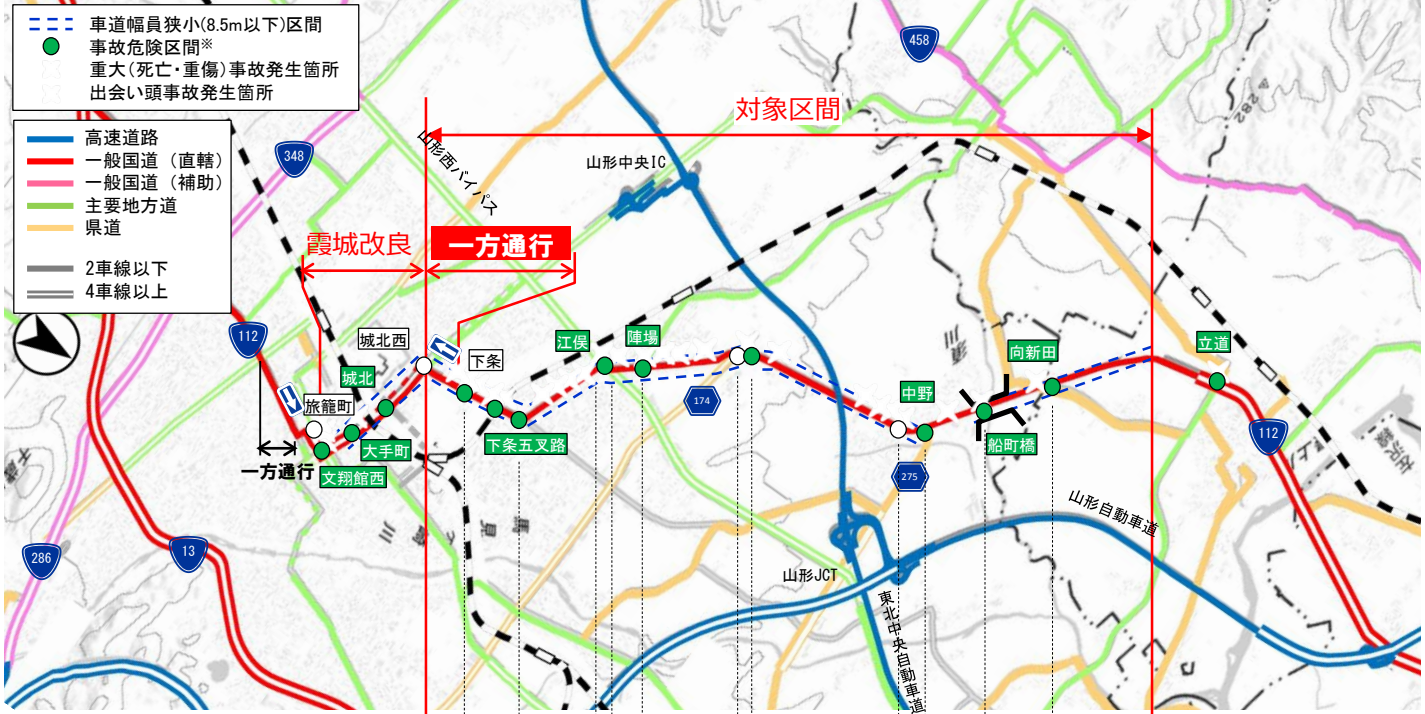 車道幅員狭小(8.5m以下)区間
事故危険区間※
重大(死亡・重傷)事故発生箇所
出会い頭事故発生箇所
高速道路
一般国道（直轄）
一般国道（補助）
主要地方道
県道
2車線以下
4車線以上
458
対象区間
348
山形西バイパス
山形中央IC
A 282
霞城改良
一方通行
112
城北西
下条
江俣
陣場
須川
向新田
立道
城北
旅籠町
174
中野
大手町
下条五叉路
船町橋
112
一方通行
文翔館西
275
馬見ヶ崎川
山形自動車道
13
286
山形JCT
東北中央自動車道